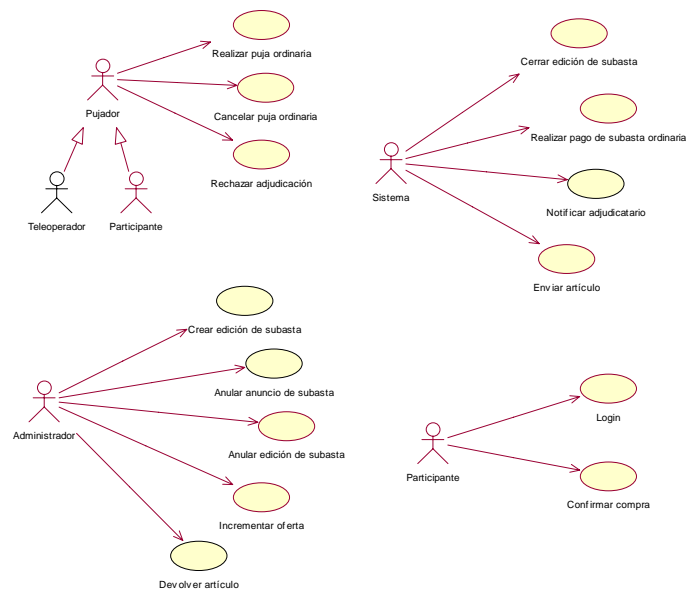 Realizar puja ordinaria
Pujador
Cancelar puja ordinaria
Rechazar adjudicación
Teleoperador
Participante
Cerrar edición de subasta
Realizar pago de subasta ordinaria
Sistema
Notificar adjudicatario
Enviar artículo
Crear edición de subasta
Anular anuncio de subasta
Administrador
Anular edición de subasta
Incrementar oferta
Devolver artículo
Login
Participante
Confirmar compra